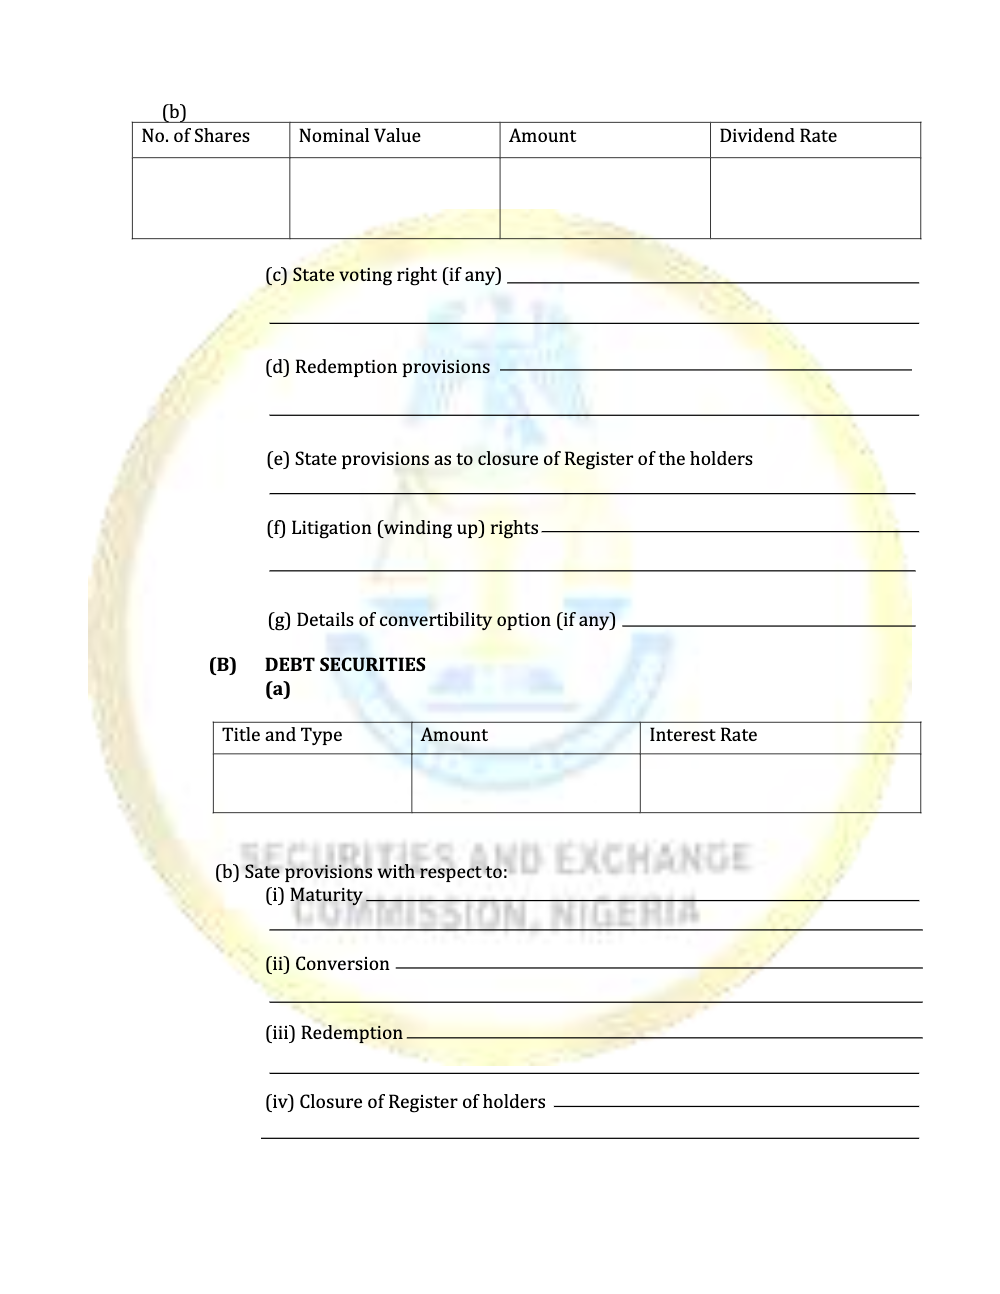 (b)
No. of Shares Nominal Value Amount Dividend Rate
(c) State voting right (if any)
(d) Redemption provisions
(e) State provisions as to closure of Register of the holders
(f) Litigation (winding up) rights
(g) Details of convertibility option (if any)
(B) DEBT SECURITIES
(a)
Title and Type Amount Interest Rate
SECURITIES AND EXCHANGE
(b) Sate provisions with respect to:
(i) Maturity
COMMISSION, NIGERIA
(ii) Conversion
(iii) Redemption
(iv) Closure of Register of holders